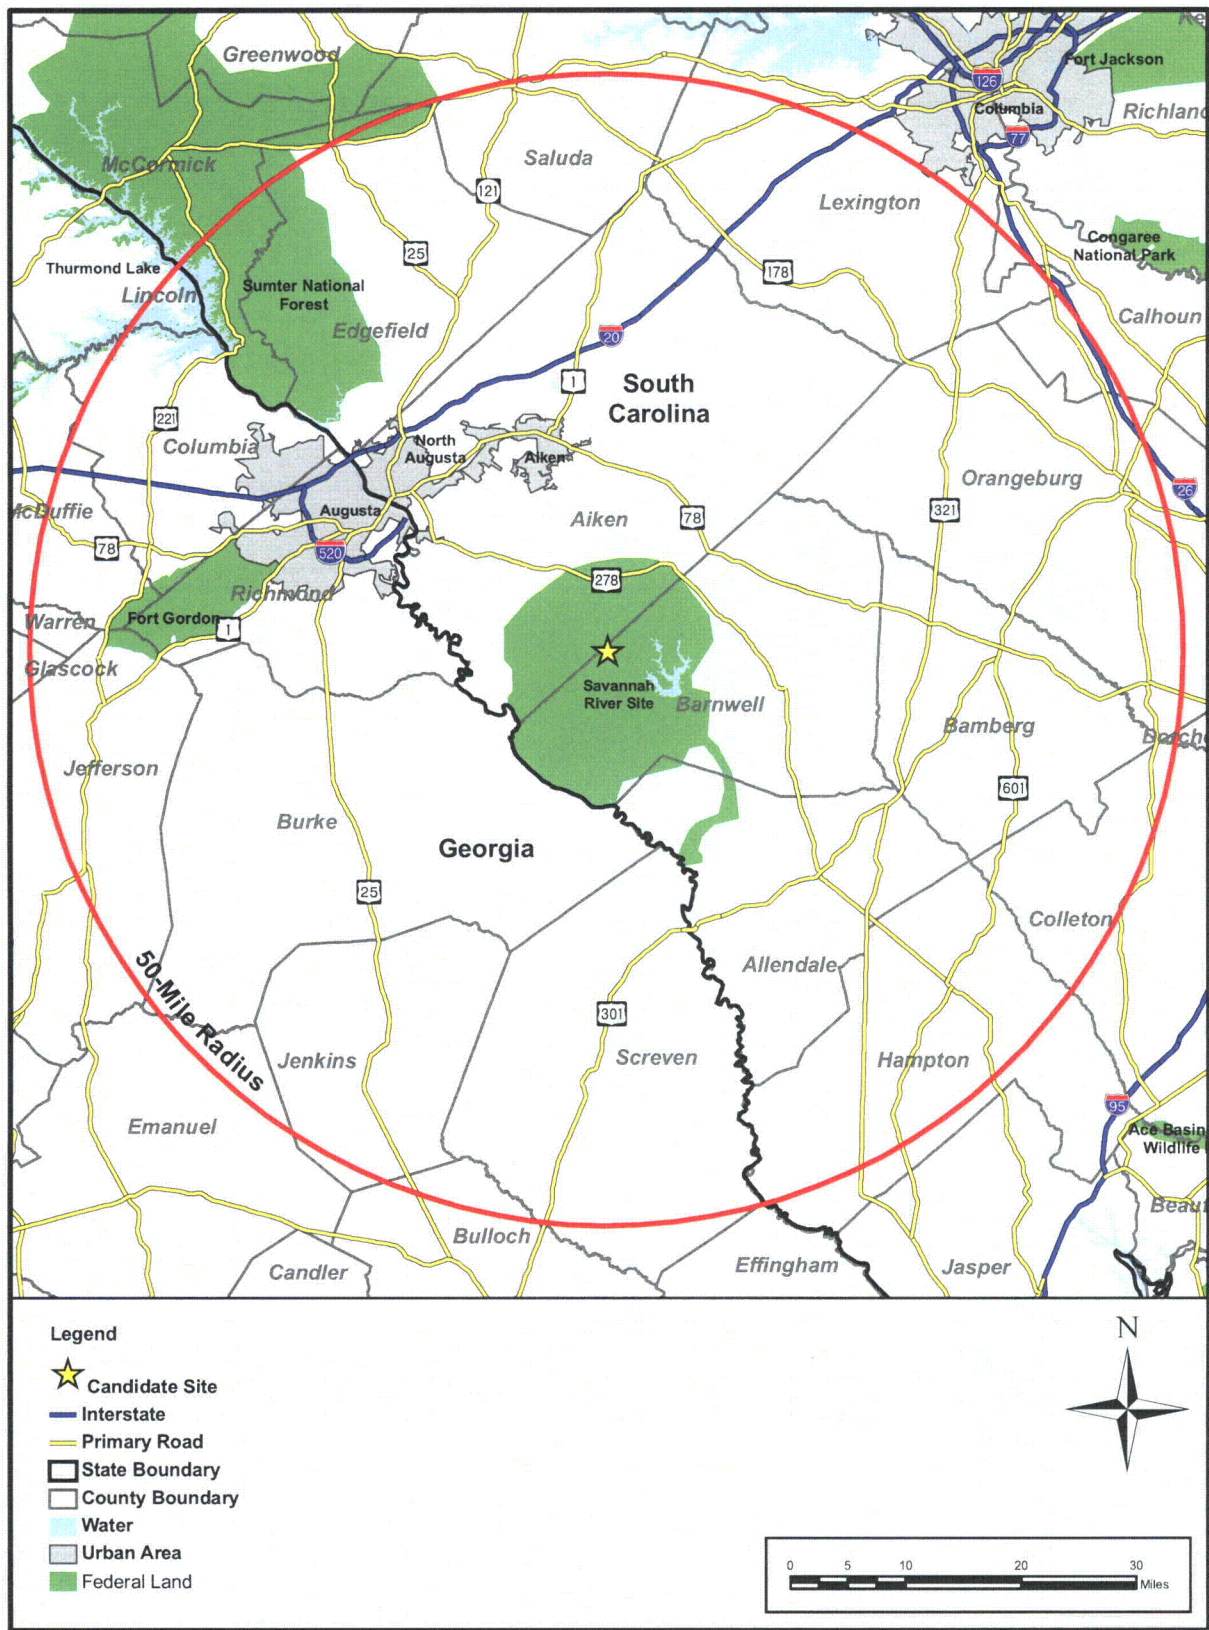 Greenwood
Fort Jackson
126
Columbia
Richland
77
McCormick
Saluda
121
Lexington
Congaree
National Park
25
178
Thurmond Lake
Lincoln
Sumter National
Forest
Calhoun
Edgefield
20
1
South
Carolina
221
Columbia
North
Augusta
Aiken
Orangeburg
26
McDuffie
Augusta
Aiken
78
321
78
520
278
Richmond
Warren
Fort Gordon
1
Glascock
Savannah
River Site
Barnwell
Bamberg
Jefferson
601
Burke
Georgia
25
Colleton
50-Mile Radius
Allendale
301
Jenkins
Screven
Hampton
95
Emanuel
Ace Basin
Wildlife
Bulloch
Effingham
Jasper
Candler
Legend
N
Candidate Site
Interstate
Primary Road
State Boundary
County Boundary
Water
Urban Area
Federal Land
0 5 10 20 30
Miles